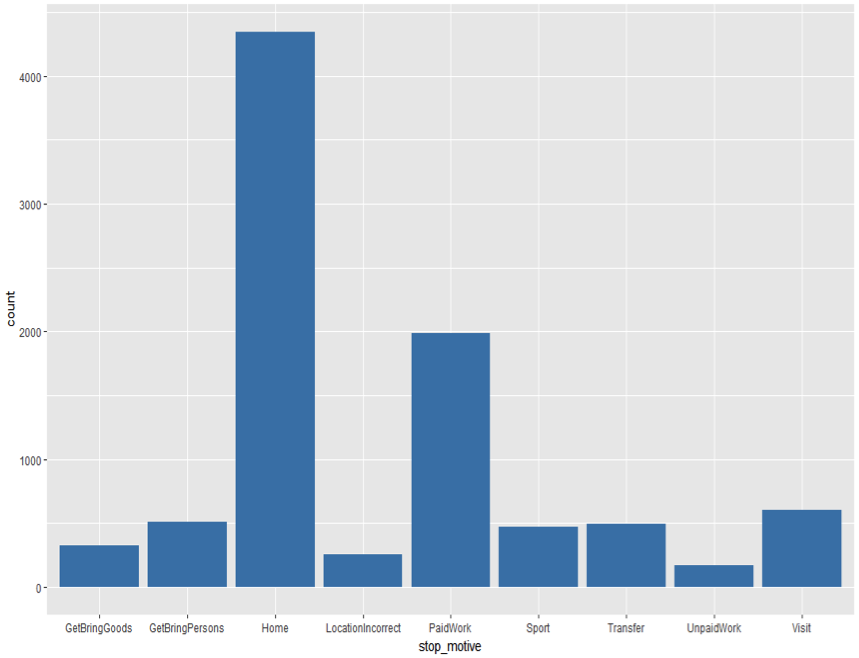 4000
3000
2000
1000
0
count
GetBringGoods GetBringPersons Home LocationIncorrect PaidWork Sport Transfer UnpaidWork Visit
stop_motive